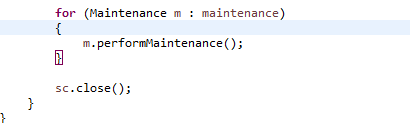 for (Maintenance m : maintenance)
{
m.performMaintenance();
}
sc.close();
}
}